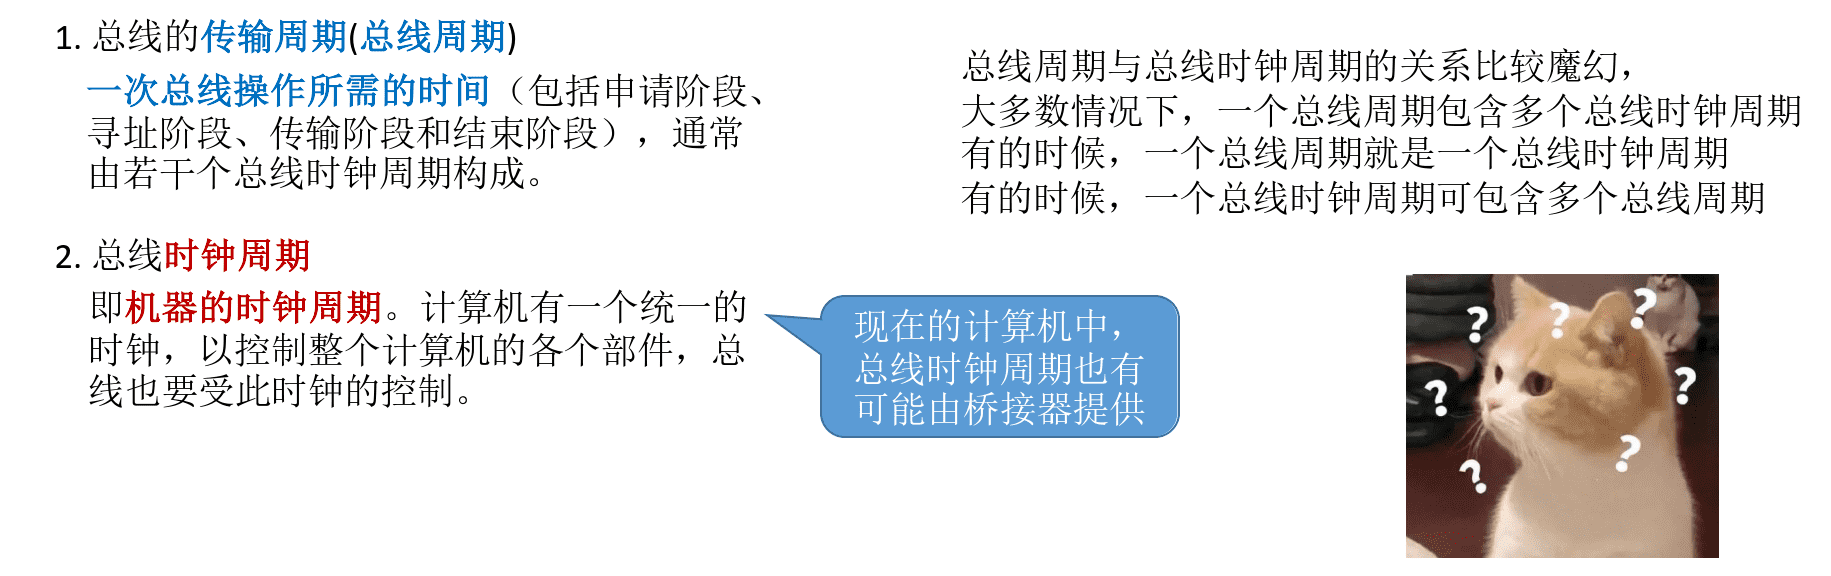 1. 总线的传输周期(总线周期)
一次总线操作所需的时间（包括申请阶段、
寻址阶段、传输阶段和结束阶段），通常
由若干个总线时钟周期构成。
2. 总线时钟周期
即机器的时钟周期。计算机有一个统一的
时钟，以控制整个计算机的各个部件，总
线也要受此时钟的控制。
现在的计算机中，
总线时钟周期也有
可能由桥接器提供
总线周期与总线时钟周期的关系比较魔幻，
大多数情况下，一个总线周期包含多个总线时钟周期
有的时候，一个总线周期就是一个总线时钟周期
有的时候，一个总线时钟周期可包含多个总线周期
?
?
?
?
?
?
?